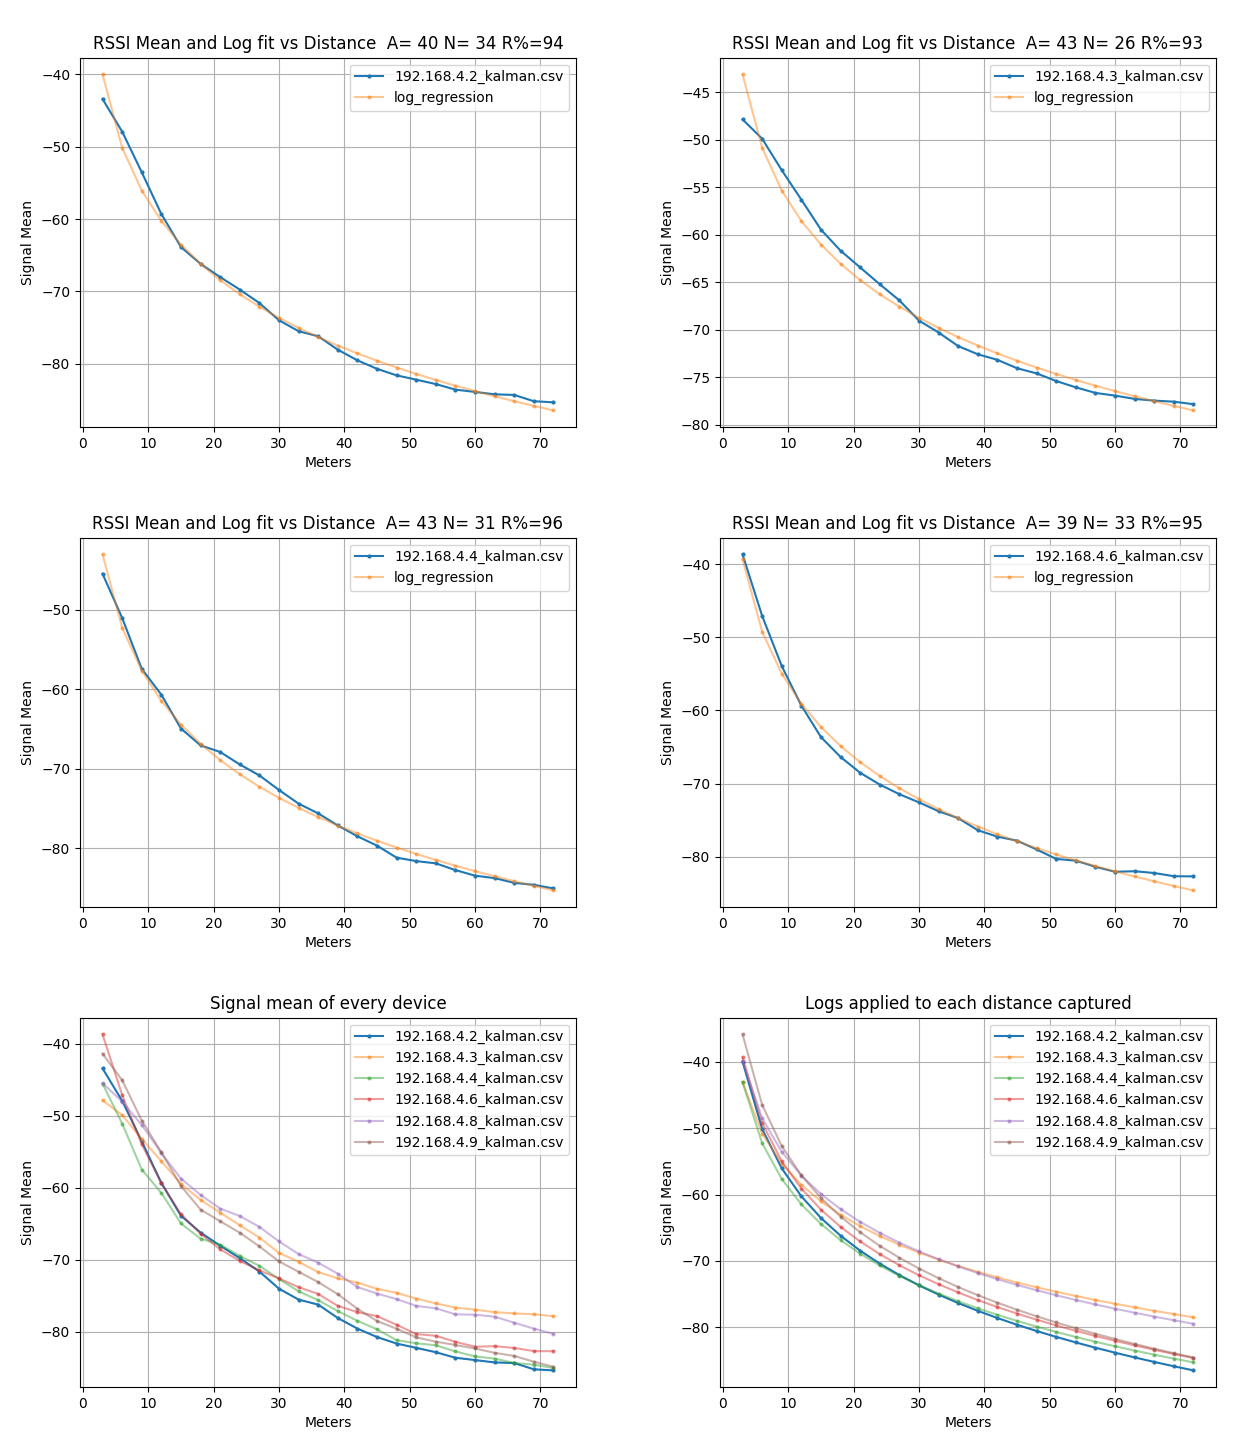 RSSI Mean and Log fit vs Distance  A= 40 N= 34 R%=94
192.168.4.2_kalman.csv
log_regression
−40
−50
−60
−70
−80
Signal Mean
0 10 20 30 40 50 60 70
Meters
RSSI Mean and Log fit vs Distance  A= 43 N= 26 R%=93
192.168.4.3_kalman.csv
log_regression
−45
−50
−55
−60
−65
−70
−75
−80
Signal Mean
0 10 20 30 40 50 60 70
Meters
RSSI Mean and Log fit vs Distance  A= 43 N= 31 R%=96
192.168.4.4_kalman.csv
log_regression
−50
−60
−70
−80
Signal Mean
0 10 20 30 40 50 60 70
Meters
RSSI Mean and Log fit vs Distance  A= 39 N= 33 R%=95
192.168.4.6_kalman.csv
log_regression
−40
−50
−60
−70
−80
Signal Mean
0 10 20 30 40 50 60 70
Meters
Signal mean of every device
192.168.4.2_kalman.csv
192.168.4.3_kalman.csv
192.168.4.4_kalman.csv
192.168.4.6_kalman.csv
192.168.4.8_kalman.csv
192.168.4.9_kalman.csv
−40
−50
−60
−70
−80
Signal Mean
0 10 20 30 40 50 60 70
Meters
Logs applied to each distance captured
192.168.4.2_kalman.csv
192.168.4.3_kalman.csv
192.168.4.4_kalman.csv
192.168.4.6_kalman.csv
192.168.4.8_kalman.csv
192.168.4.9_kalman.csv
−40
−50
−60
−70
−80
Signal Mean
0 10 20 30 40 50 60 70
Meters